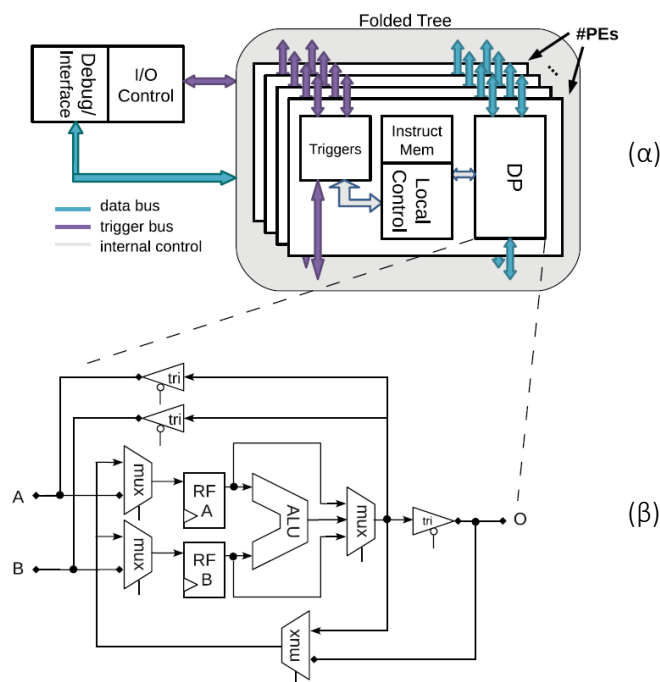 Folded Tree
#PEs
...
Debug/
Interface
I/O
Control
Triggers
Instruct
Mem
Local
Control
DP
(α)
data bus
trigger bus
internal control
tri
tri
A
B
mux
mux
RF
A
RF
B
ALU
mux
tri
O
mux
(β)